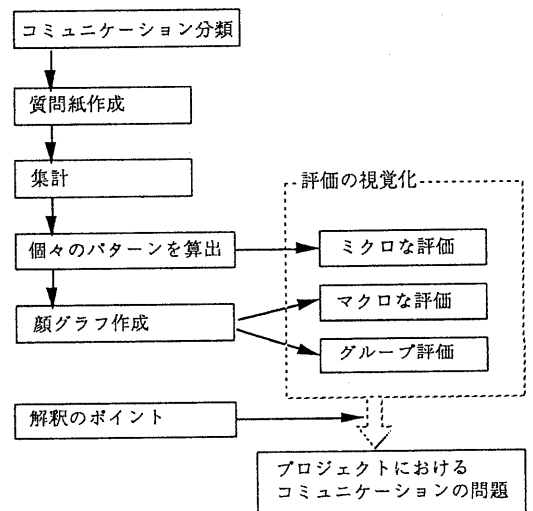 コミュニケーション分類
質問紙作成
集計
評価の視覚化
個々のパターンを算出
ミクロな評価
マクロな評価
顔グラフ作成
グループ評価
解釈のポイント
プロジェクトにおける
コミュニケーションの問題